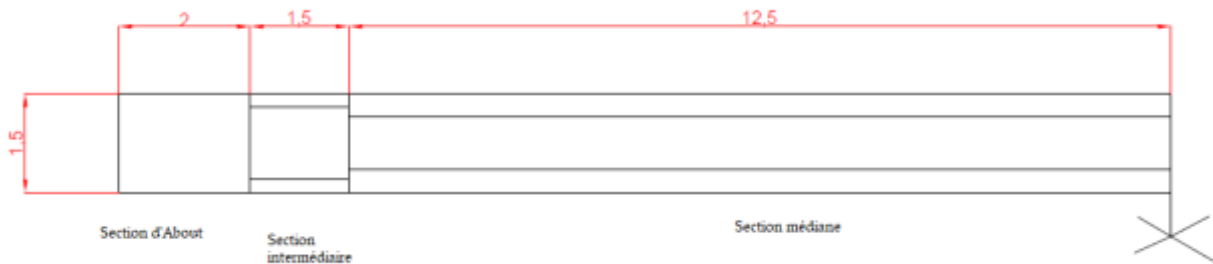 2
1,5
12,5
1,5
Section d'About
Section
intermédiaire
Section médiane